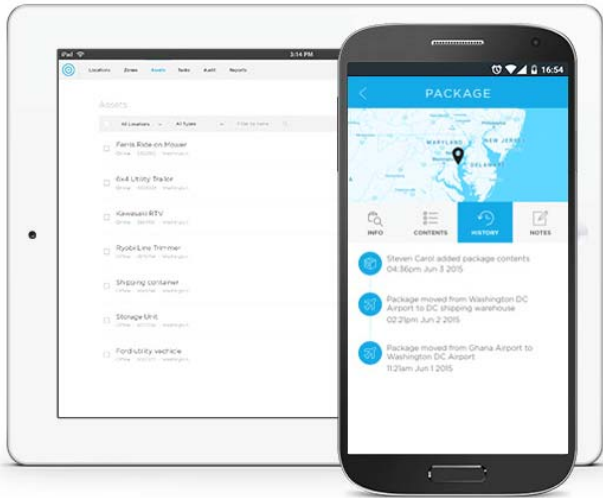 iPad
3:14 PM
Locations Zones Assets Tasks Audit Reports
Assets
All Locations All Types Filter by name
Ferris Ride-on Mower
6x4 Utility Trailor
Kawasaki RTV
Ryobi Line Trimmer
Shipping container
Storage Unit
Ford utility vechicle
16:54
PACKAGE
MARYLAND
NEW JERSEY
DELAWARE
INFO CONTENTS HISTORY NOTES
Steven Carol added package contents
04:36pm Jun 3 2015
Package moved from Washington DC
Airport to DC shipping warehouse
02:21pm Jun 2 2015
Package moved from Ghana Airport to
Washington DC
Airport
11:21am Jun 1 2015